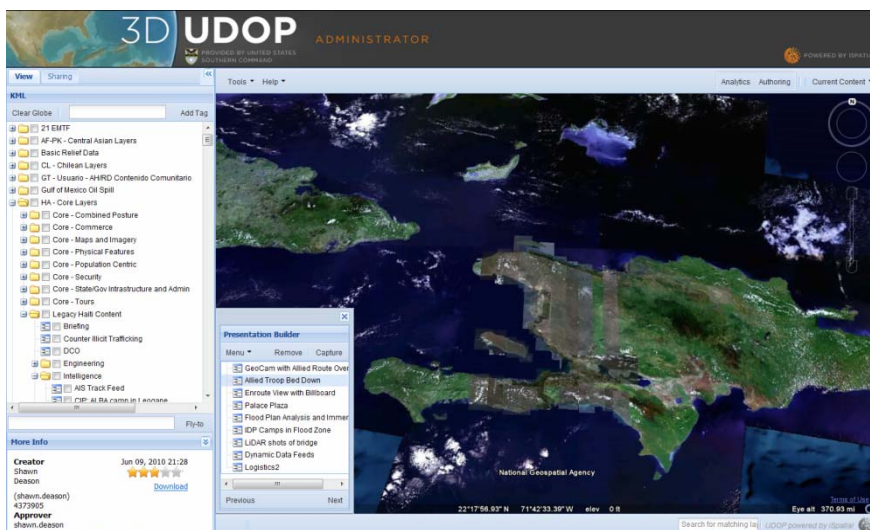 3D UDOP ADMINISTRATOR
PROVIDED BY UNITED STATES
SOUTHERN COMMAND
POWERED BY ISPATIAL
View Sharing
Tools Help
Analytics Authoring Current Content
KML
Clear Globe Add Tag
21 EMTF
AF-PK - Central Asian Layers
Basic Relief Data
CL - Chilean Layers
GT - Usuario - AH/RD Contenido Comunitario
Gulf of Mexico Oil Spill
HA - Core Layers
Core - Combined Posture
Core - Commerce
Core - Maps and Imagery
Core - Physical Features
Core - Population Centric
Core - Security
Core - State/Gov Intrastructure and Admin
Core - Tours
Legacy Haiti Content
Briefing
Counter Illicit Trafficking
DCO
Engineering
Intelligence
AIS Track Feed
CIP: ALBA camp in Leogane
Fly-to
More Info
Creator Jun 09, 2010 21:28
Shawn
Deason
Download
(shawn.deason)
4373905
Approver
shawn.deason
Presentation Builder
Menu Remove Capture
GeoCam with Allied Route Over
Allied Troop Bed Down
Enroute View with Billboard
Palace Plaza
Flood Plan Analysis and Immer
IDP Camps in Flood Zone
LiDAR shots of bridge
Dynamic Data Feeds
Logistics2
Previous Next
N
National Geospatial Agency
Terms of Use
22°17'56.93" N 71°42'33.39" W elev 0 ft
Eye alt 370.93 mi
Search for matching la
UDOP powered by iSpatial